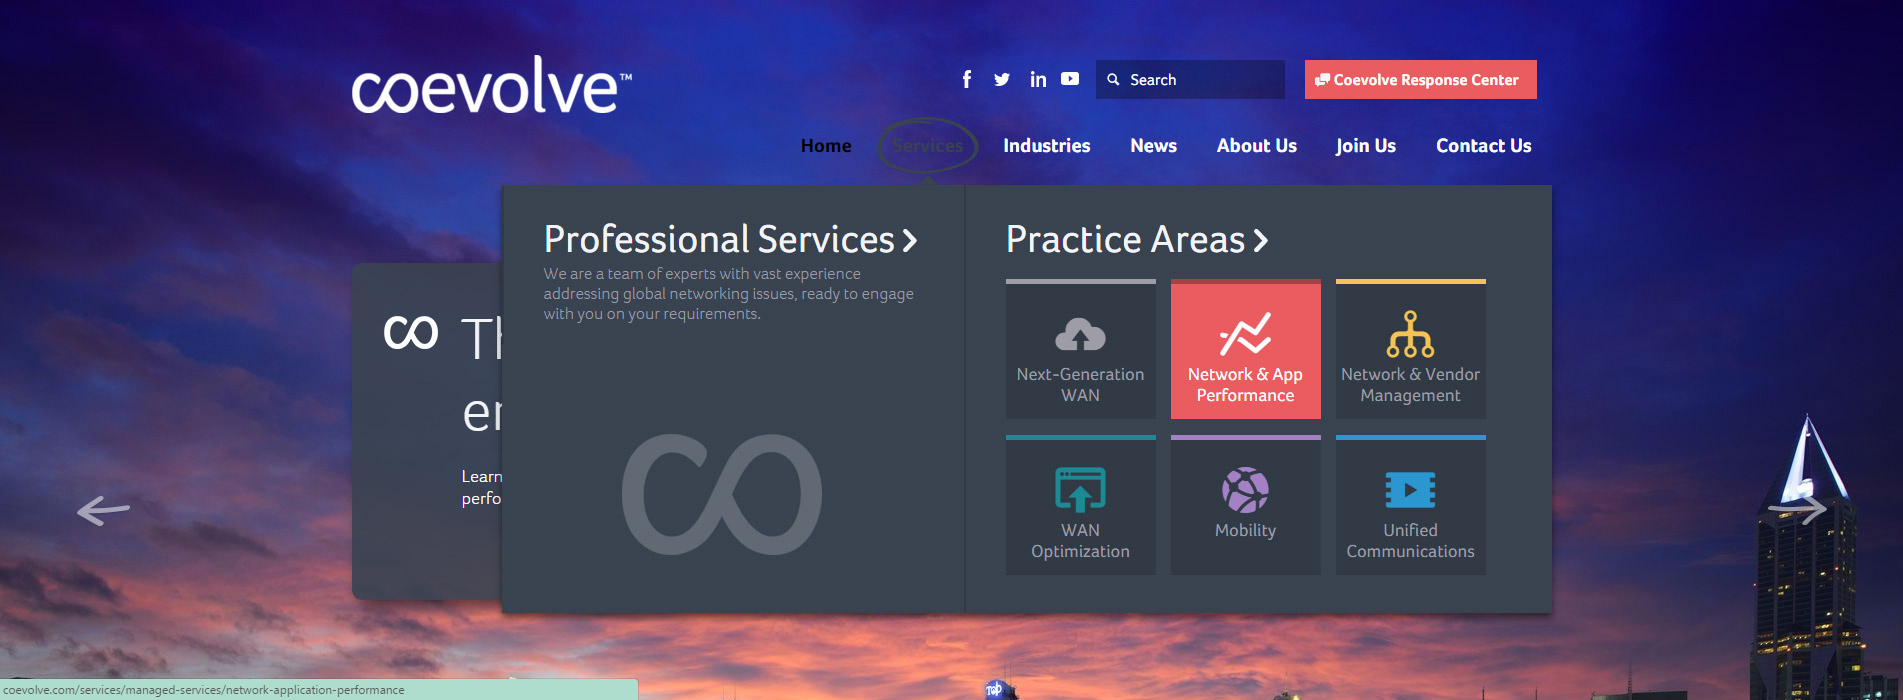 coevolve™
Search
Coevolve Response Center
Home
Services
Industries
News
About Us
Join Us
Contact Us
Professional Services
We are a team of experts with vast experience
addressing global networking issues, ready to engage
with you on your requirements.
Practice Areas
Next-Generation
WAN
Network & App
Performance
Network & Vendor
Management
WAN
Optimization
Mobility
Unified
Communications
Learn
perfo
coevolve.com/services/managed-services/network-application-performance